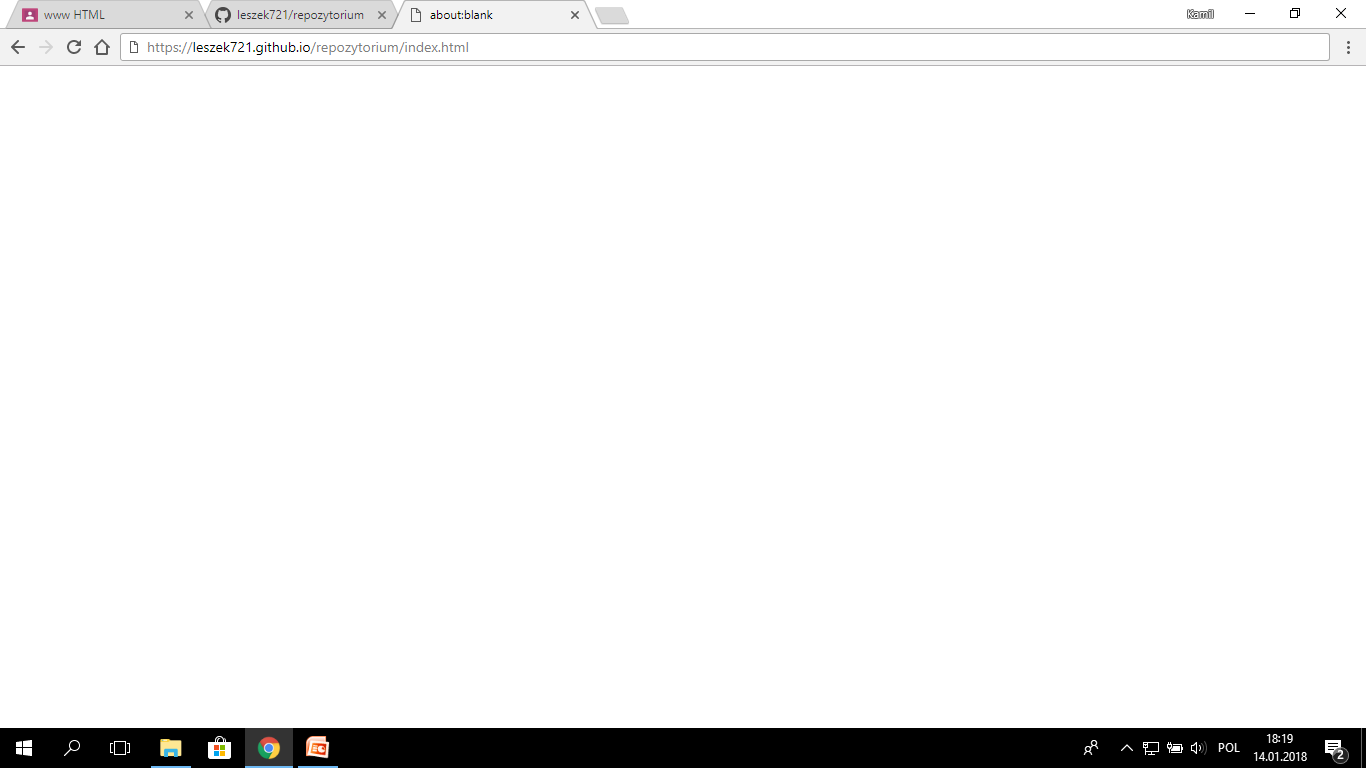 www HTML
leszek721/repozytorium
about:blank
Kamil
https://leszek721.github.io/repozytorium/index.html
POL
18:19
14.01.2018
2